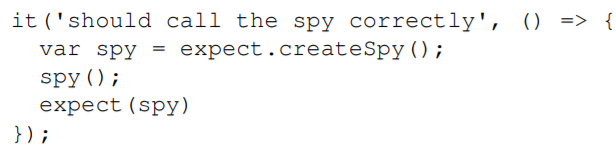 it('should call the spy correctly', () => {
  var spy = expect.createSpy();
  spy();
  expect(spy)
});